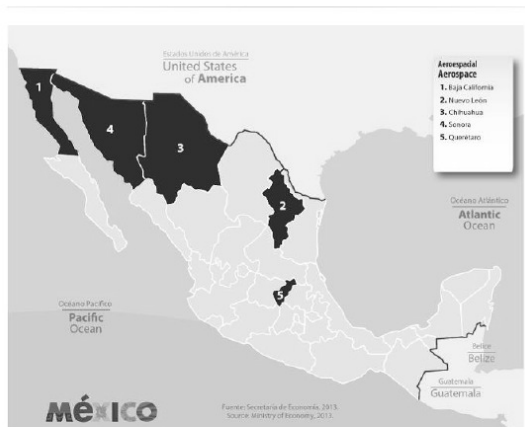 Estados Unidos de América
United States
of America
Aeroespacial
Aerospace
1. Baja California
2. Nuevo León
3. Chihuahua
4. Sonora
5. Querétaro
1
4
3
2
5
Océano Atlántico
Atlantic
Ocean
Océano Pacífico
Pacific
Ocean
Belice
Belize
Guatemala
Guatemala
MéxICO
Fuente: Secretaría de Economía, 2013.
Source: Ministry of Economy, 2013.